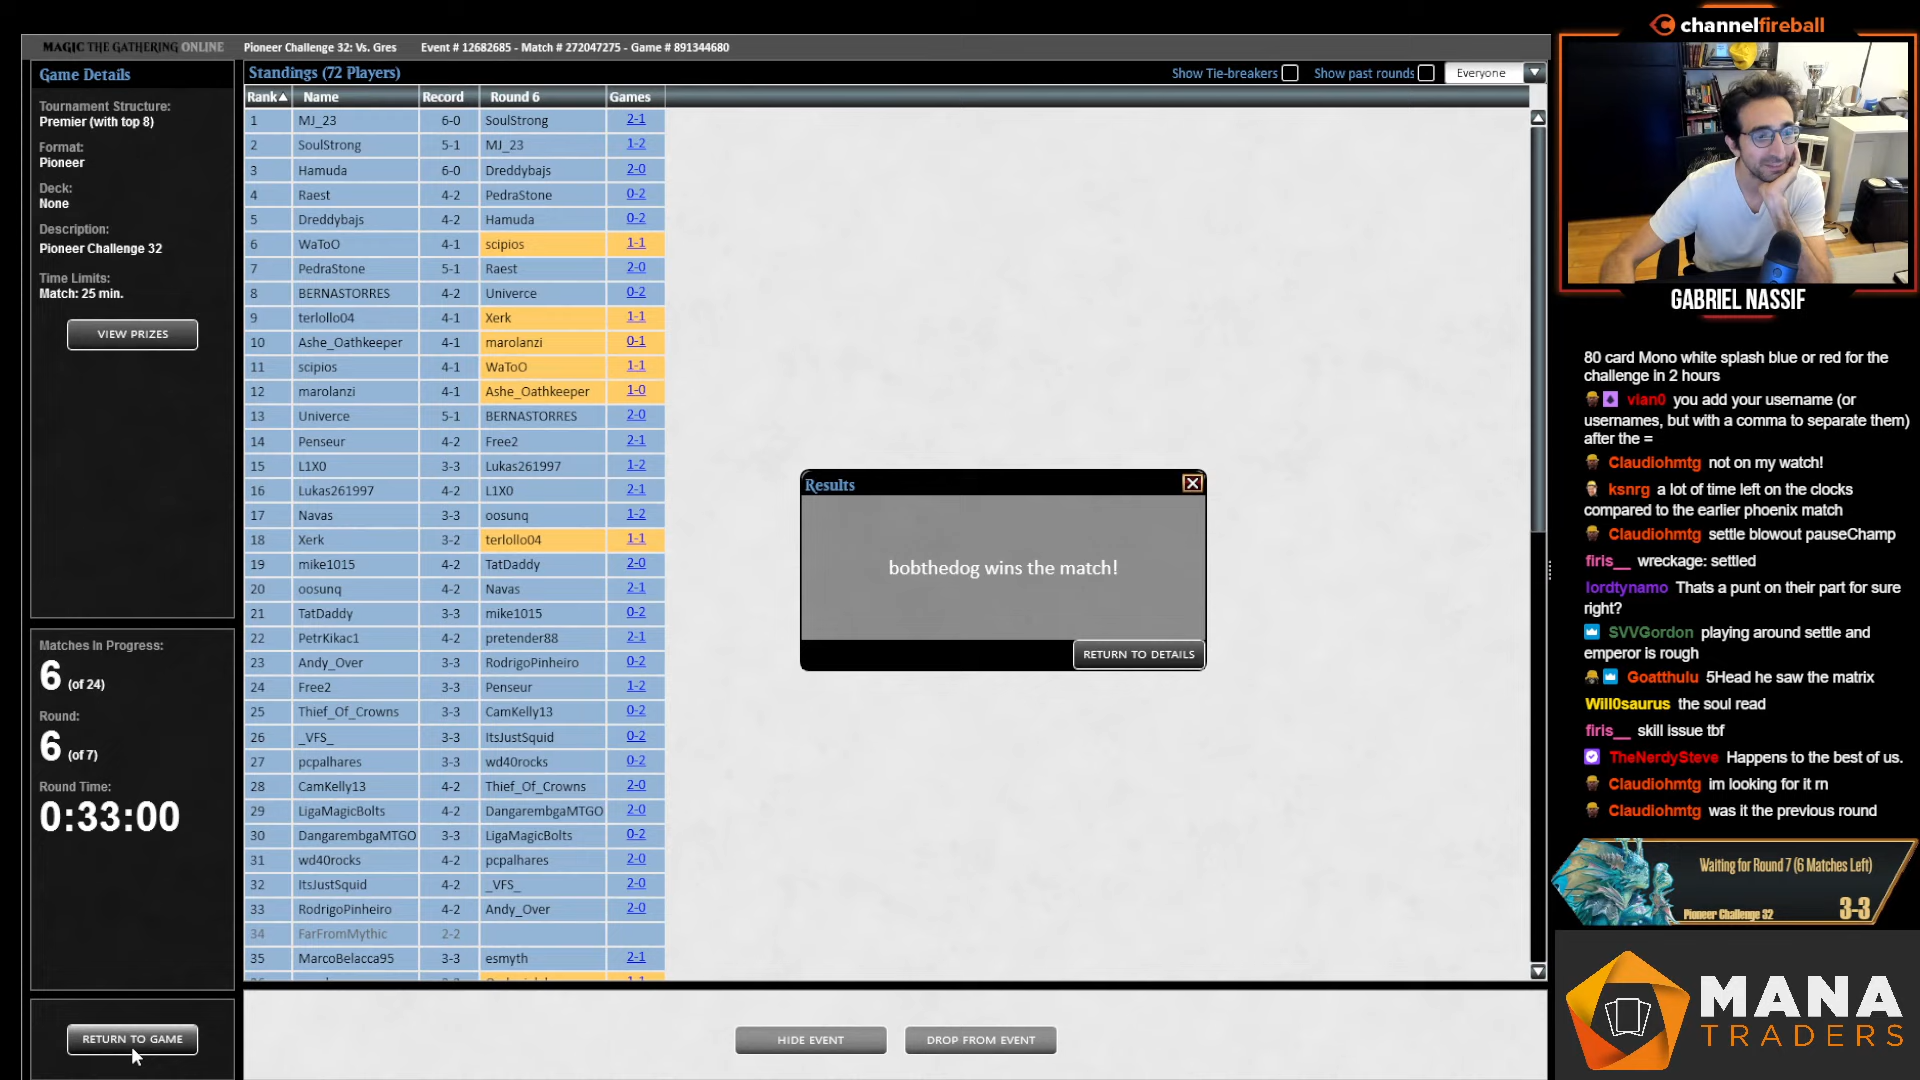 MAGIC THE GATHERING ONLINE
Pioneer Challenge 32: Vs. Gres
Event # 12682685 - Match # 272047275 - Game # 891344680
Game Details
Tournament Structure:
Premier (with top 8)
Format:
Pioneer
Deck:
None
Description:
Pioneer Challenge 32
Time Limits:
Match: 25 min.
VIEW PRIZES
Matches In Progress:
6 (of 24)
Round:
6 (of 7)
Round Time:
0:33:00
RETURN TO GAME
Standings (72 Players)
Show Tie-breakers
Show past rounds
Everyone
Rank Name Record Round 6 Games
1 MJ_23 6-0 SoulStrong 2-1
2 SoulStrong 5-1 MJ_23 1-2
3 Hamuda 6-0 Dreddybajs 2-0
4 Raest 4-2 PedraStone 0-2
5 Dreddybajs 4-2 Hamuda 0-2
6 WaToO 4-1 scipios 1-1
7 PedraStone 5-1 Raest 2-0
8 BERNASTORRES 4-2 Univerce 0-2
9 terlollo04 4-1 Xerk 1-1
10 Ashe_Oathkeeper 4-1 marolanzi 0-1
11 scipios 4-1 WaToO 1-1
12 marolanzi 4-1 Ashe_Oathkeeper 1-0
13 Univerce 5-1 BERNASTORRES 2-0
14 Penseur 4-2 Free2 2-1
15 L1X0 3-3 Lukas261997 1-2
16 Lukas261997 4-2 L1X0 2-1
17 Navas 3-3 oosunq 1-2
18 Xerk 3-2 terlollo04 1-1
19 mike1015 4-2 TatDaddy 2-0
20 oosunq 4-2 Navas 2-1
21 TatDaddy 3-3 mike1015 0-2
22 PetrKikac1 4-2 pretender88 2-1
23 Andy_Over 3-3 RodrigoPinheiro 0-2
24 Free2 3-3 Penseur 1-2
25 Thief_Of_Crowns 3-3 CamKelly13 0-2
26 _VFS_ 3-3 ItsJustSquid 0-2
27 pcpalhares 3-3 wd40rocks 0-2
28 CamKelly13 4-2 Thief_Of_Crowns 2-0
29 LigaMagicBolts 4-2 DangarembgaMTGO 2-0
30 DangarembgaMTGO 3-3 LigaMagicBolts 0-2
31 wd40rocks 4-2 pcpalhares 2-0
32 ItsJustSquid 4-2 _VFS_ 2-0
33 RodrigoPinheiro 4-2 Andy_Over 2-0
34 FarFromMythic 2-2
35 MarcoBelacca95 3-3 esmyth 2-1
Results
bobthedog wins the match!
RETURN TO DETAILS
HIDE EVENT
DROP FROM EVENT
channelfireball
GABRIEL NASSIF
80 card Mono white splash blue or red for the
challenge in 2 hours
vlan0 you add your username (or
usernames, but with a comma to separate them)
after the =
Claudiohmtg not on my watch!
ksnrg a lot of time left on the clocks
compared to the earlier phoenix match
Claudiohmtg settle blowout pauseChamp
firis__ wreckage: settled
lordtynamo Thats a punt on their part for sure
right?
SVVGordon playing around settle and
emperor is rough
Goatthulu 5Head he saw the matrix
Will0saurus the soul read
firis__ skill issue tbf
TheNerdySteve Happens to the best of us.
Claudiohmtg im looking for it rn
Claudiohmtg was it the previous round
Waiting for Round 7 (6 Matches Left)
Pioneer Challenge 32
3-3
MANA
TRADERS